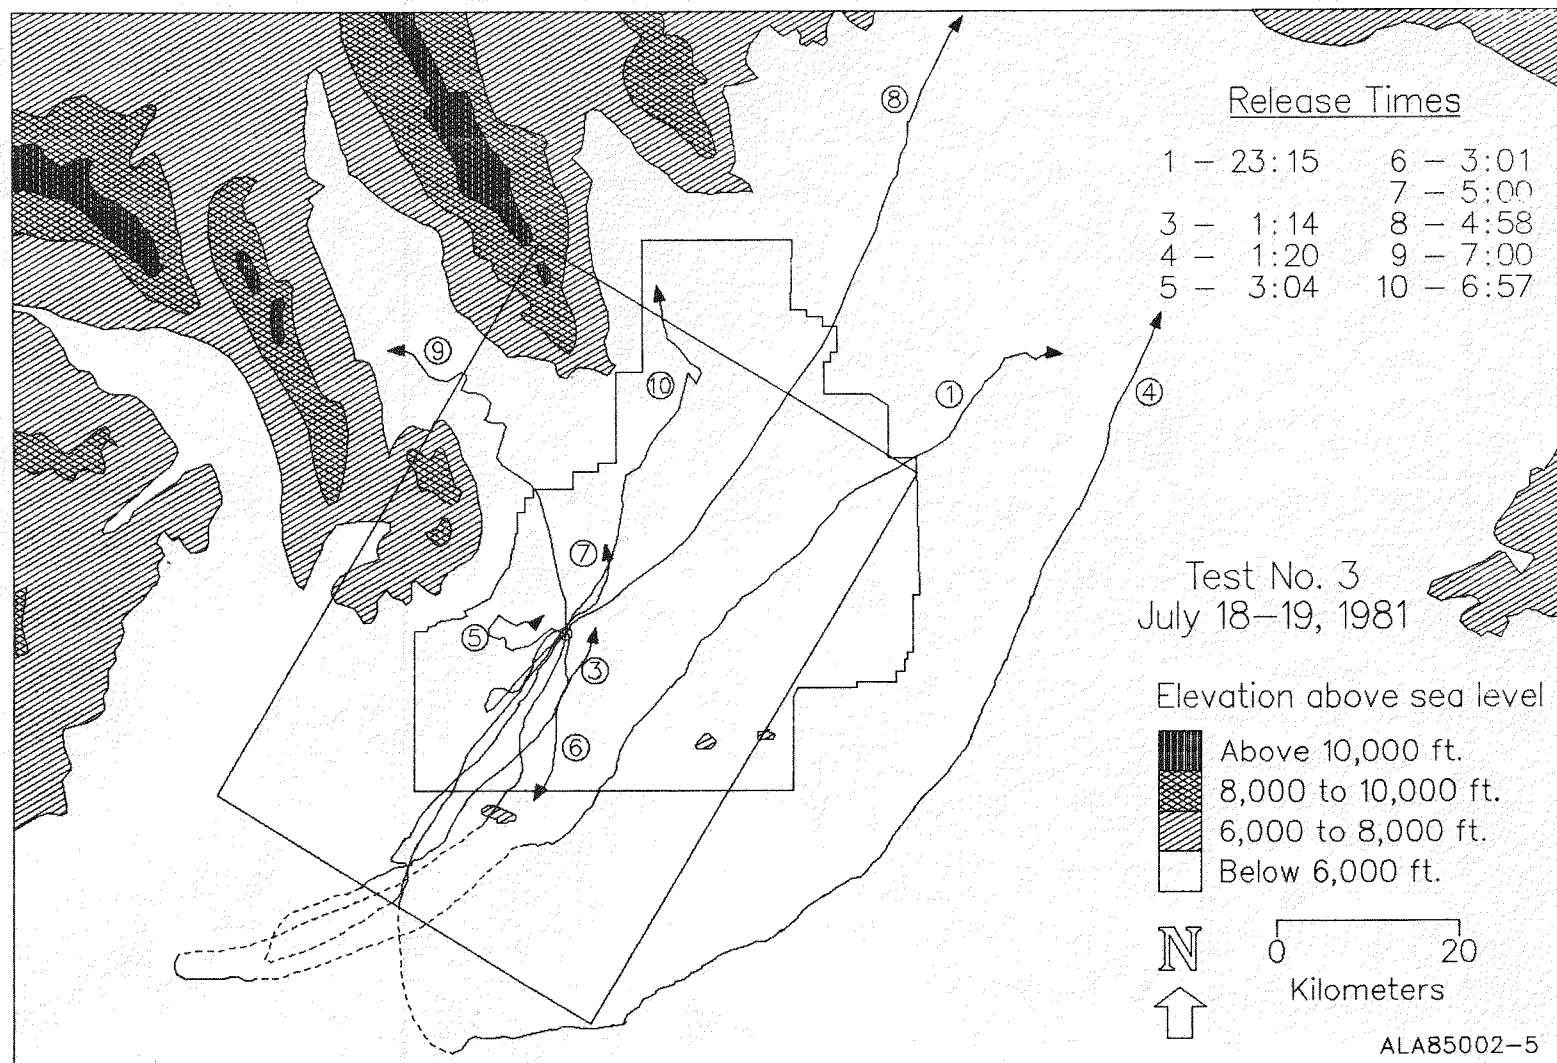 8
Release Times
1 – 23:15 6 – 3:01
7 – 5:00
3 – 1:14 8 – 4:58
4 – 1:20 9 – 7:00
5 – 3:04 10 – 6:57
9
10
1
4
7
5
3
6
Test No. 3
July 18–19, 1981
Elevation above sea level
Above 10,000 ft.
8,000 to 10,000 ft.
6,000 to 8,000 ft.
Below 6,000 ft.
N
0 20
Kilometers
ALA85002–5